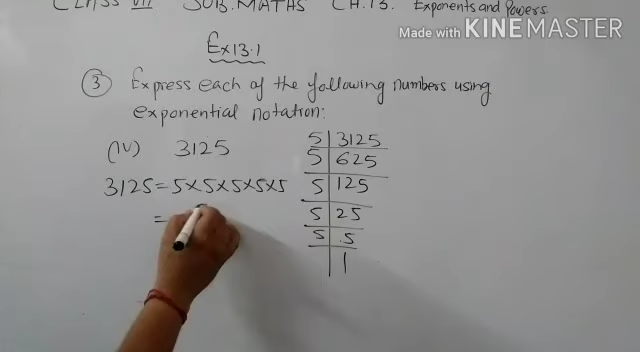 CLASS VII SUB. MATHS CH.13. Exponents and Powers.
Made with KINEMASTER
Ex 13.1
③ Express each of the following numbers using
exponential notation:
(IV) 3125
3125 = 5×5×5×5×5
=
5 | 3125
5 | 625
5 | 125
5 | 25
5 | 5
| 1